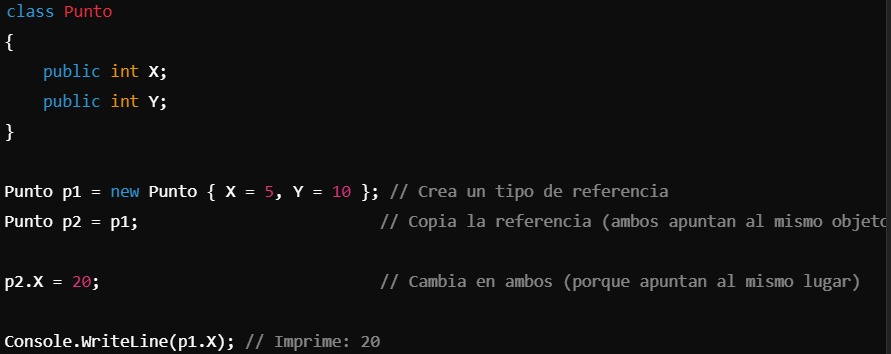 class Punto
{
    public int X;
    public int Y;
}
Punto p1 = new Punto { X = 5, Y = 10 }; // Crea un tipo de referencia
Punto p2 = p1;                         // Copia la referencia (ambos apuntan al mismo objeto
p2.X = 20;                             // Cambia en ambos (porque apuntan al mismo lugar)
Console.WriteLine(p1.X); // Imprime: 20